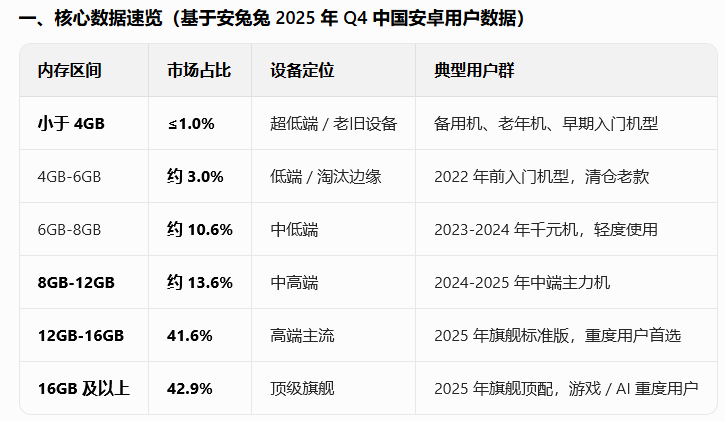 一、核心数据速览（基于安兔兔 2025 年 Q4 中国安卓用户数据）
内存区间 市场占比 设备定位 典型用户群
小于 4GB ≤1.0% 超低端 / 老旧设备 备用机、老年机、早期入门机型
4GB-6GB 约 3.0% 低端 / 淘汰边缘 2022 年前入门机型，清仓老款
6GB-8GB 约 10.6% 中低端 2023-2024 年千元机，轻度使用
8GB-12GB 约 13.6% 中高端 2024-2025 年中端主力机
12GB-16GB 41.6% 高端主流 2025 年旗舰标准版，重度用户首选
16GB 及以上 42.9% 顶级旗舰 2025 年旗舰顶配，游戏 / AI 重度用户